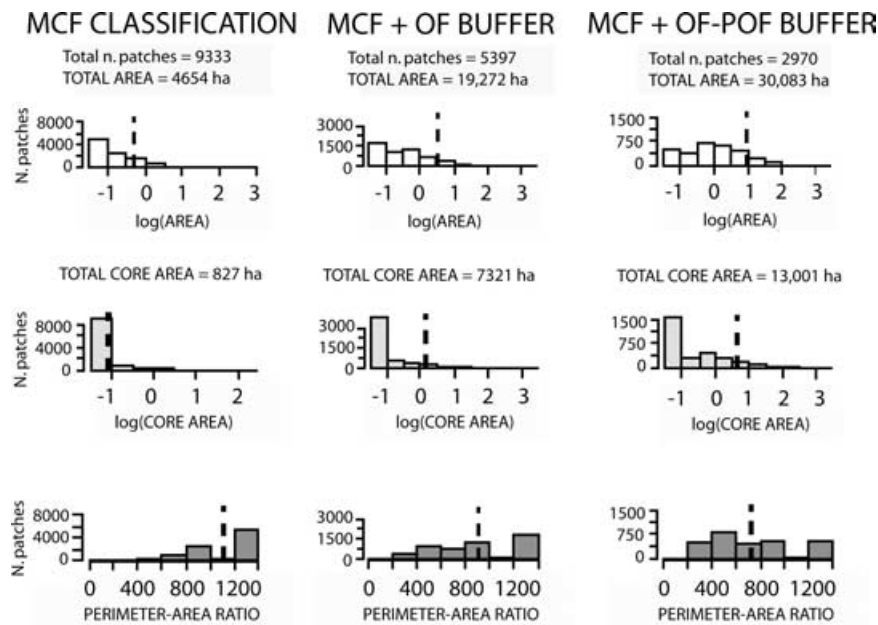 MCF CLASSIFICATION MCF + OF BUFFER MCF + OF-POF BUFFER
Total n. patches = 9333 Total n. patches = 5397 Total n. patches = 2970
TOTAL AREA = 4654 ha TOTAL AREA = 19,272 ha TOTAL AREA = 30,083 ha
N. patches
8000
4000
0
-1 0 1 2 3
log(AREA)
3000
1500
0
-1 0 1 2 3
log(AREA)
1500
750
0
-1 0 1 2 3
log(AREA)
TOTAL CORE AREA = 827 ha TOTAL CORE AREA = 7321 ha TOTAL CORE AREA = 13,001 ha
N. patches
8000
4000
0
-1 0 1 2
log(CORE AREA)
3000
1500
0
-1 0 1 2 3
log(CORE AREA)
1500
750
0
-1 0 1 2 3
log(CORE AREA)
N. patches
8000
4000
0
0 400 800 1200
PERIMETER-AREA RATIO
3000
1500
0
0 400 800 1200
PERIMETER-AREA RATIO
1500
750
0
0 400 800 1200
PERIMETER-AREA RATIO